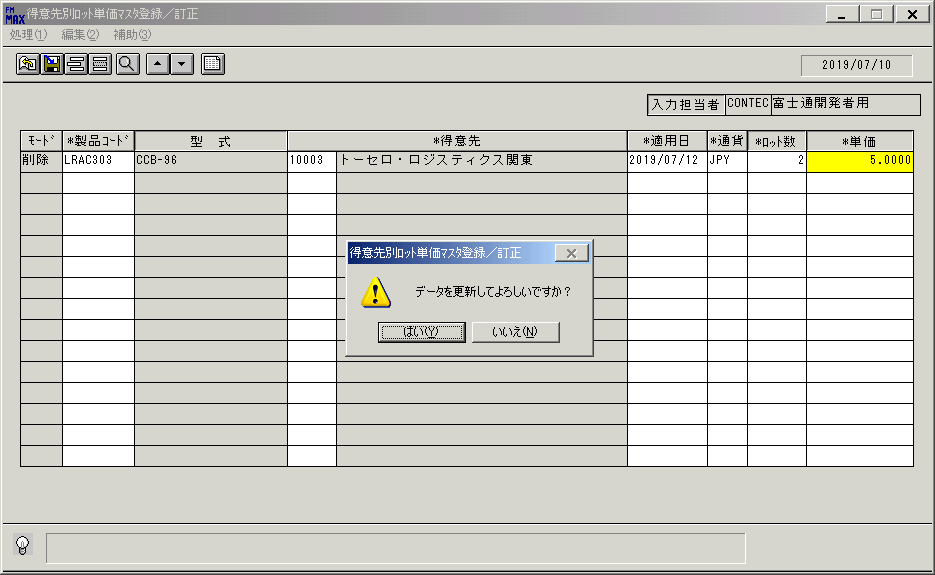 FM MAX 得意先別ﾛｯﾄ単価ﾏｽﾀ登録／訂正
処理(1) 編集(2) 補助(3)
2019/07/10
入力担当者 CONTEC 富士通開発者用
ﾓｰﾄﾞ *製品ｺｰﾄﾞ 型 式 *得意先 *適用日 *通貨 *ﾛｯﾄ数 *単価
削除 LRAC303 CCB-96 10003 トーセロ・ロジスティクス関東 2019/07/12 JPY 2 5.0000
得意先別ﾛｯﾄ単価ﾏｽﾀ登録／訂正
データを更新してよろしいですか？
はい(Y) いいえ(N)